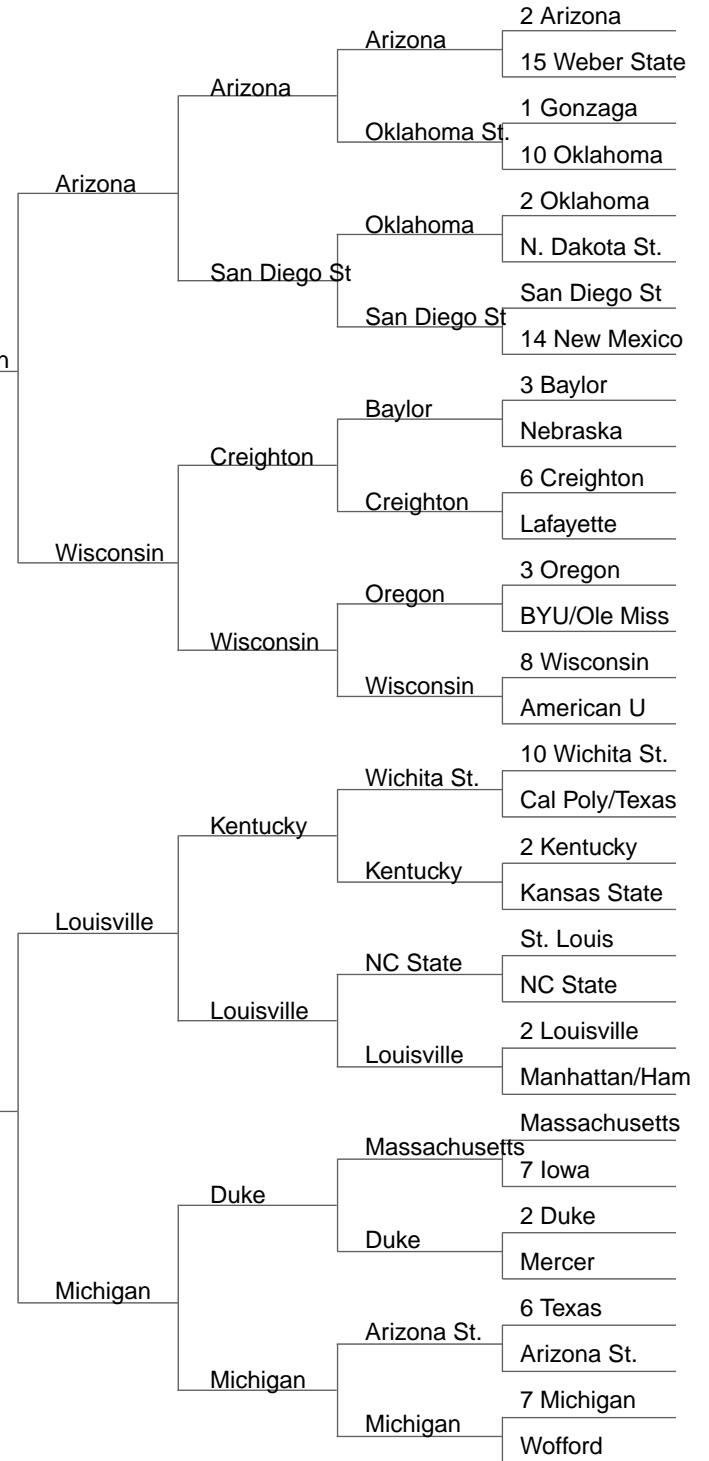 2 Arizona
Arizona
15 Weber State
Arizona
1 Gonzaga
Oklahoma St.
10 Oklahoma
Arizona
2 Oklahoma
Oklahoma
N. Dakota St.
San Diego St
San Diego St
San Diego St
14 New Mexico
n
3 Baylor
Baylor
Nebraska
Creighton
6 Creighton
Creighton
Lafayette
Wisconsin
3 Oregon
Oregon
BYU/Ole Miss
Wisconsin
8 Wisconsin
Wisconsin
American U
10 Wichita St.
Wichita St.
Cal Poly/Texas
Kentucky
2 Kentucky
Kentucky
Kansas State
Louisville
St. Louis
NC State
NC State
Louisville
2 Louisville
Louisville
Manhattan/Ham
Massachusetts
Massachusetts
7 Iowa
Duke
2 Duke
Duke
Mercer
Michigan
6 Texas
Arizona St.
Arizona St.
Michigan
7 Michigan
Michigan
Wofford